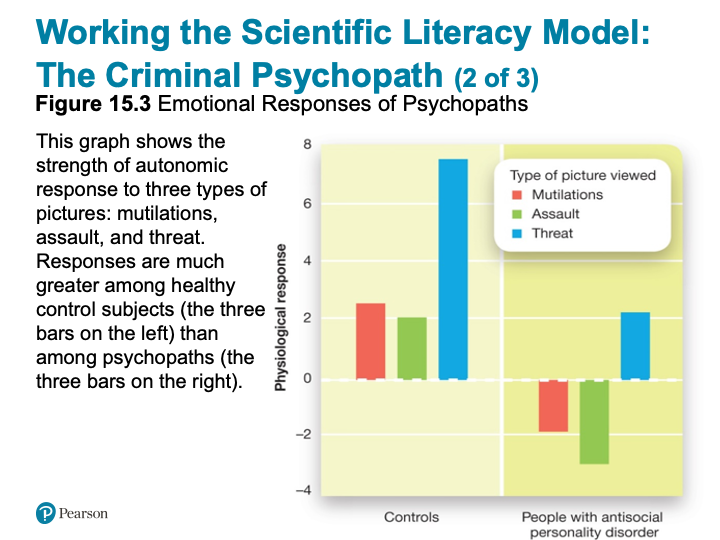 Working the Scientific Literacy Model:
The Criminal Psychopath (2 of 3)
Figure 15.3 Emotional Responses of Psychopaths
This graph shows the
strength of autonomic
response to three types of
pictures: mutilations,
assault, and threat.
Responses are much
greater among healthy
control subjects (the three
bars on the left) than
among psychopaths (the
three bars on the right).
Physiological response
8
6
4
2
0
–2
–4
Type of picture viewed
Mutilations
Assault
Threat
Controls
People with antisocial
personality disorder
P Pearson